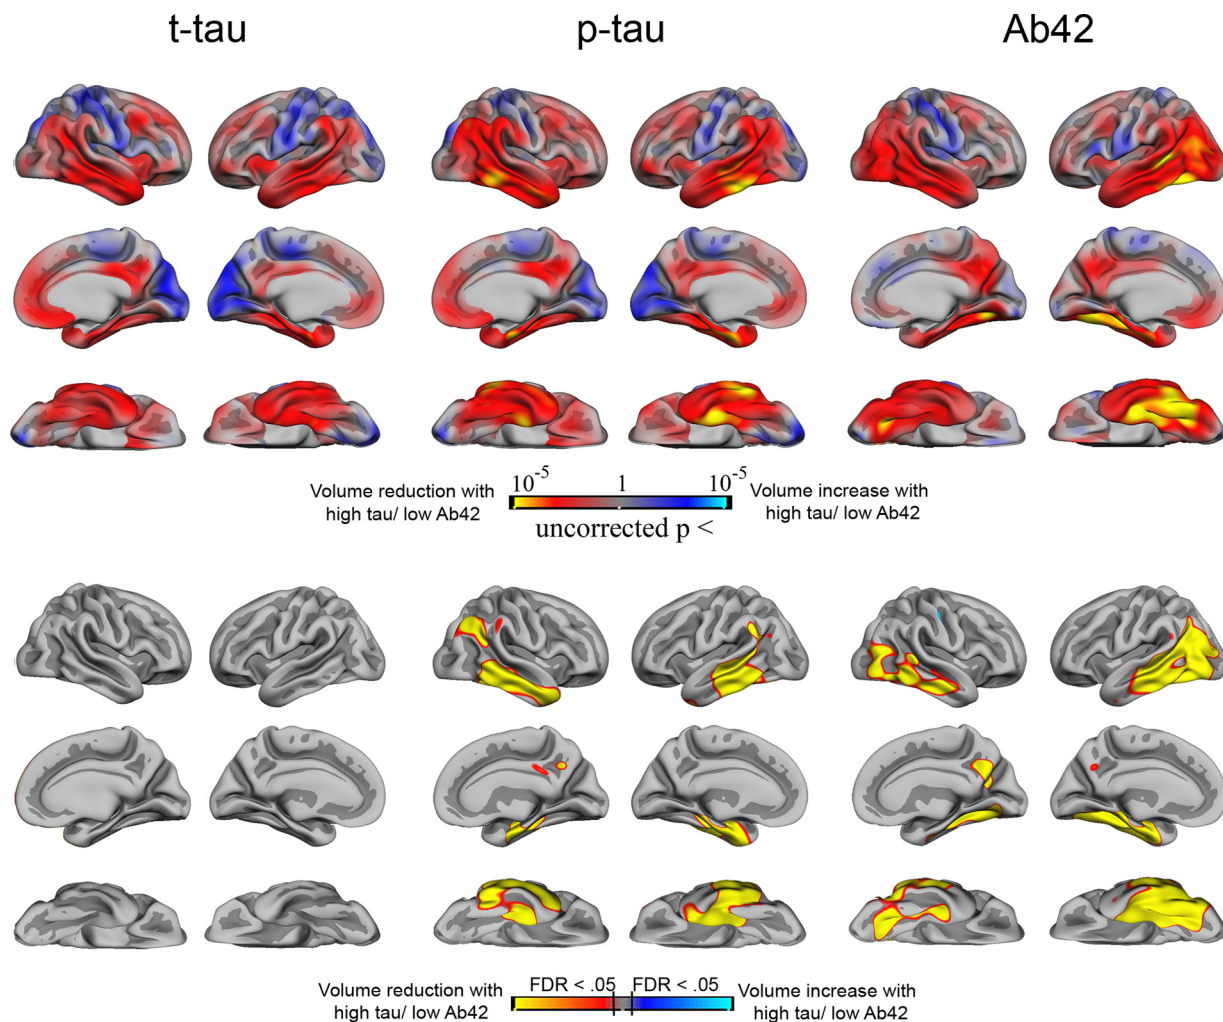 t-tau p-tau Ab42
Volume reduction with
high tau/ low Ab42
10-5 1 10-5
uncorrected p <
Volume increase with
high tau/ low Ab42
Volume reduction with
high tau/ low Ab42
FDR < .05 FDR < .05
Volume increase with
high tau/ low Ab42